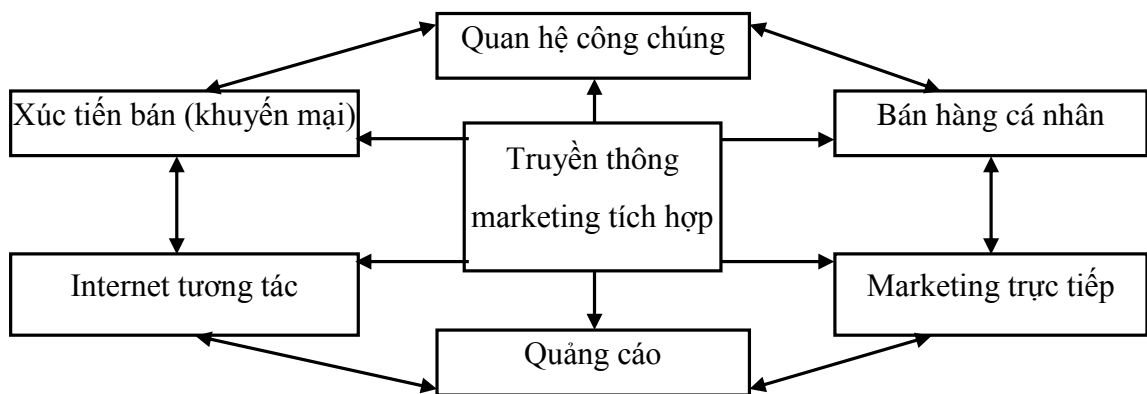 Quan hệ công chúng
Xúc tiến bán (khuyến mại)
Bán hàng cá nhân
Truyền thông
marketing tích hợp
Internet tương tác
Marketing trực tiếp
Quảng cáo